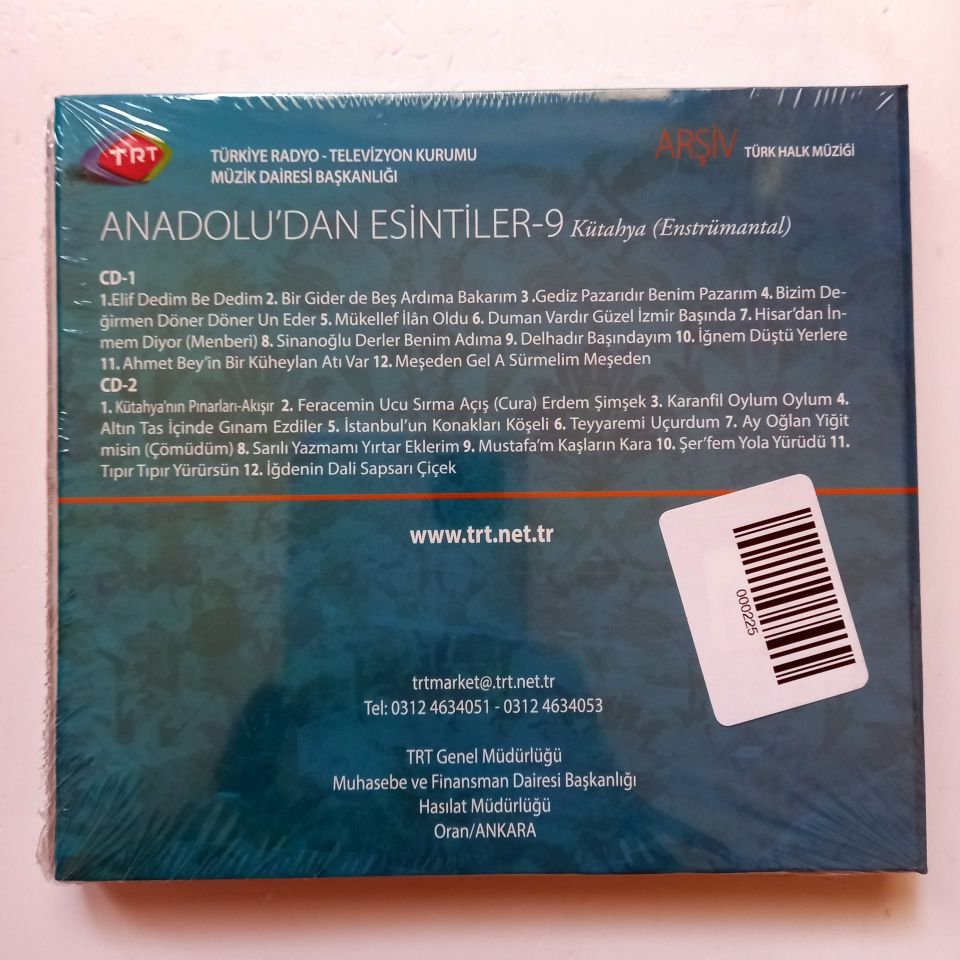 TRT
TÜRKİYE RADYO - TELEVİZYON KURUMU
MÜZİK DAİRESİ BAŞKANLIĞI
ARŞİV TÜRK HALK MÜZİĞİ
ANADOLU'DAN ESİNTİLER-9 Kütahya (Enstrümantal)
CD-1
1.Elif Dedim Be Dedim 2. Bir Gider de Beş Ardıma Bakarım 3 .Gediz Pazarıdır Benim Pazarım 4. Bizim De-
ğirmen Döner Döner Un Eder 5. Mükellef İlân Oldu 6. Duman Vardır Güzel İzmir Başında 7. Hisar'dan İn-
mem Diyor (Menberi) 8. Sinanoğlu Derler Benim Adıma 9. Delhadır Başındayım 10. İğnem Düştü Yerlere
11. Ahmet Bey'in Bir Küheylan Atı Var 12. Meşeden Gel A Sürmelim Meşeden
CD-2
1. Kütahya'nın Pınarları-Akışır 2. Feracemin Ucu Sırma Açış (Cura) Erdem Şimşek 3. Karanfil Oylum Oylum 4.
Altın Tas İçinde Gınam Ezdiler 5. İstanbul'un Konakları Köşeli 6. Teyyaremi Uçurdum 7. Ay Oğlan Yiğit
misin (Çömüdüm) 8. Sarılı Yazmamı Yırtar Eklerim 9. Mustafa'm Kaşların Kara 10. Şer'fem Yola Yürüdü 11.
Tıpır Tıpır Yürürsün 12. İğdenin Dali Sapsarı Çiçek
www.trt.net.tr
000225
trtmarket@trt.net.tr
Tel: 0312 4634051 - 0312 4634053
TRT Genel Müdürlüğü
Muhasebe ve Finansman Dairesi Başkanlığı
Hasılat Müdürlüğü
Oran/ANKARA